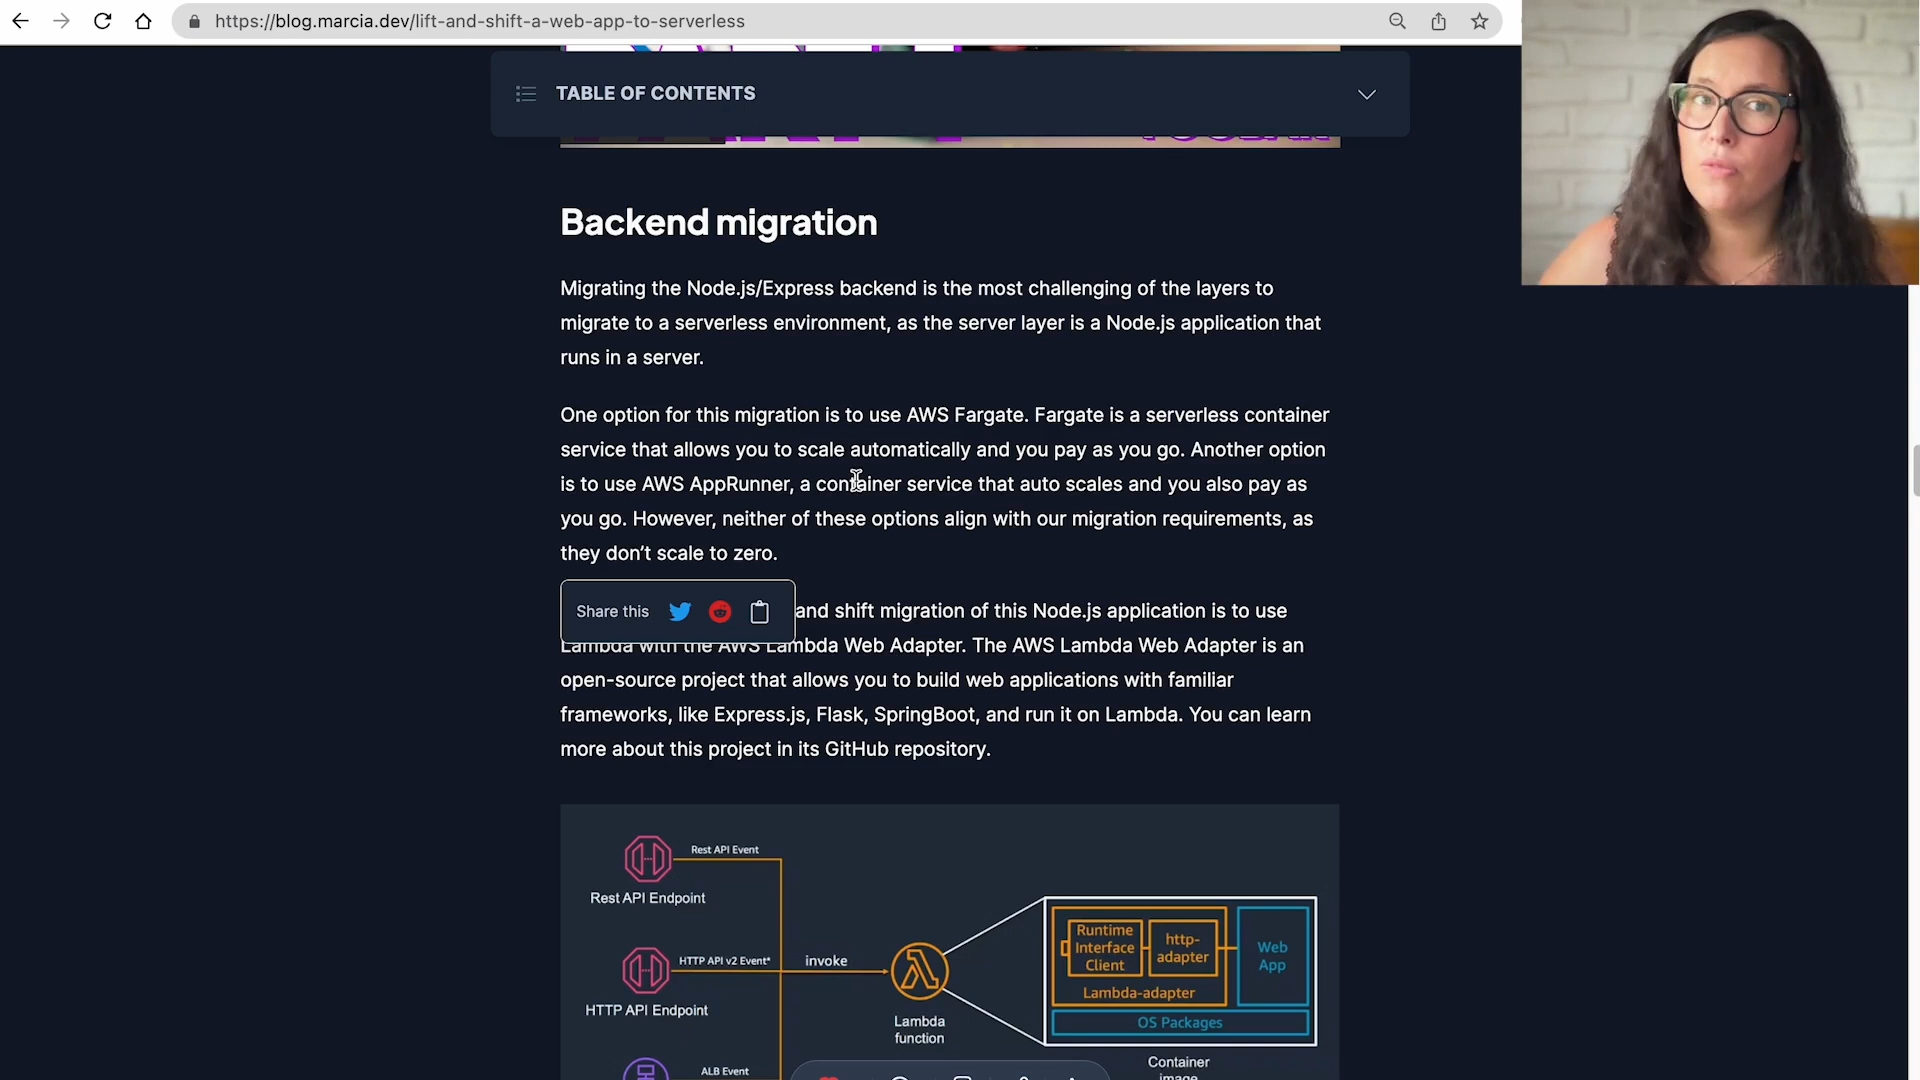 https://blog.marcia.dev/lift-and-shift-a-web-app-to-serverless
TABLE OF CONTENTS
Backend migration
Migrating the Node.js/Express backend is the most challenging of the layers to
migrate to a serverless environment, as the server layer is a Node.js application that
runs in a server.
One option for this migration is to use AWS Fargate. Fargate is a serverless container
service that allows you to scale automatically and you pay as you go. Another option
is to use AWS AppRunner, a container service that auto scales and you also pay as
you go. However, neither of these options align with our migration requirements, as
they don’t scale to zero.
Share this
and shift migration of this Node.js application is to use
Lambda with the AWS Lambda Web Adapter. The AWS Lambda Web Adapter is an
open-source project that allows you to build web applications with familiar
frameworks, like Express.js, Flask, SpringBoot, and run it on Lambda. You can learn
more about this project in its GitHub repository.
Rest API Event
Rest API Endpoint
HTTP API v2 Event*
HTTP API Endpoint
ALB Event
invoke
Lambda
function
Runtime
Interface
Client
http-
adapter
Lambda-adapter
Web
App
OS Packages
Container
image